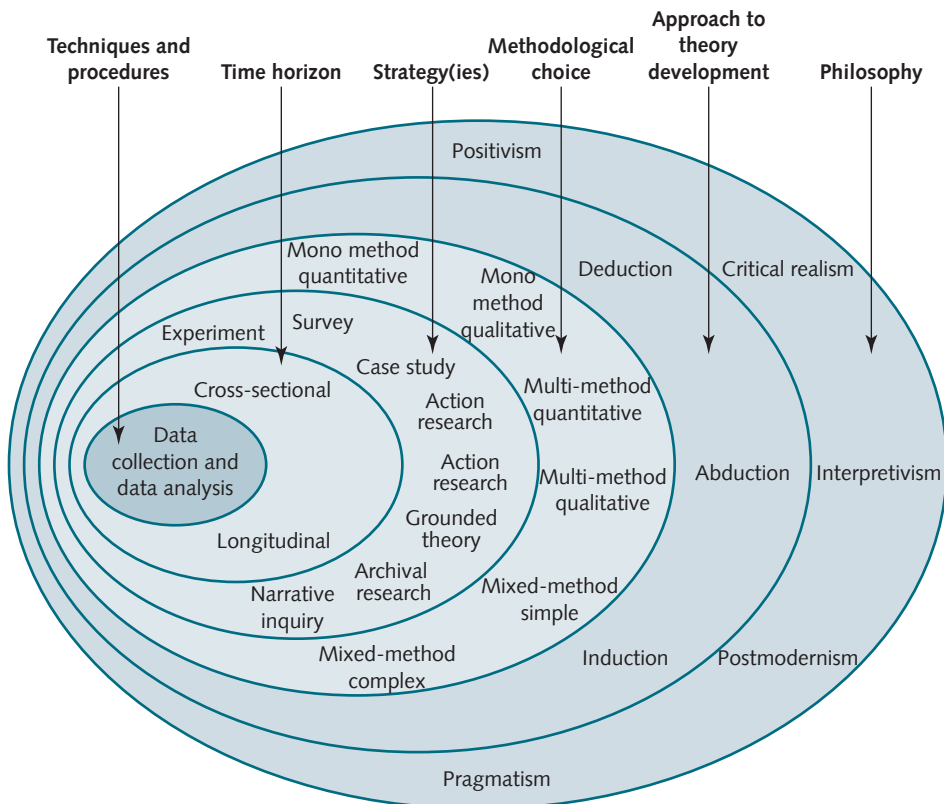 Techniques and
procedures
Time horizon
Strategy(ies)
Methodological
choice
Approach to
theory
development
Philosophy
Positivism
Critical realism
Interpretivism
Postmodernism
Pragmatism
Deduction
Abduction
Induction
Mono method
quantitative
Mono
method
qualitative
Multi-method
quantitative
Multi-method
qualitative
Mixed-method
simple
Mixed-method
complex
Experiment
Survey
Case study
Action
research
Action
research
Grounded
theory
Archival
research
Narrative
inquiry
Cross-sectional
Longitudinal
Data
collection and
data analysis